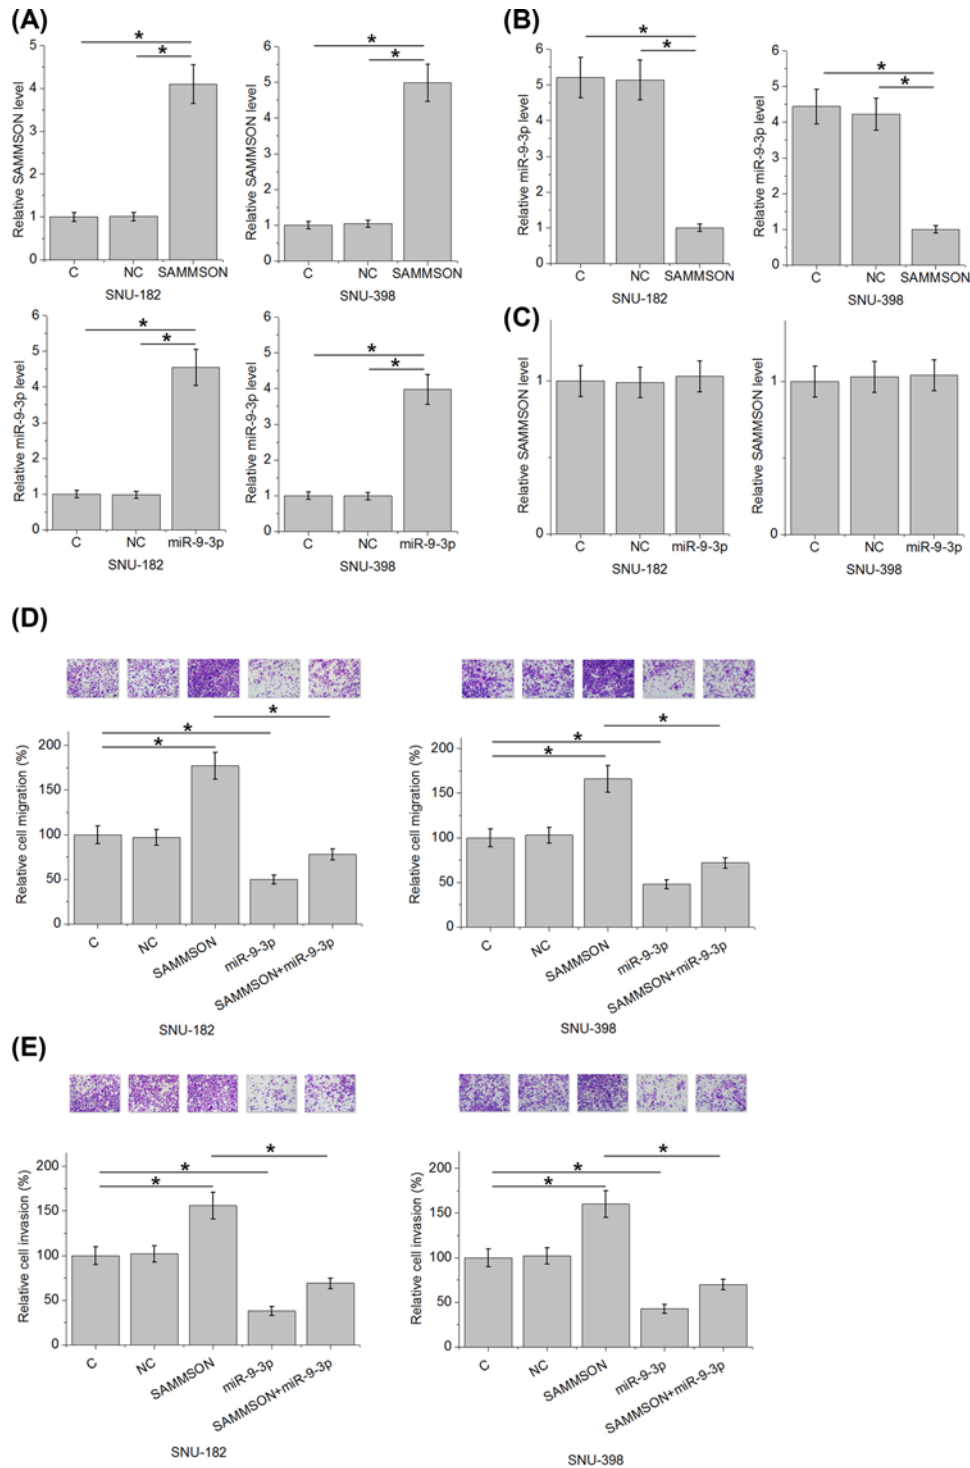 (A)
Relative SAMMSON level
5
4
3
2
1
0
*
*
C NC SAMMSON
SNU-182
Relative SAMMSON level
6
5
4
3
2
1
0
*
*
C NC SAMMSON
SNU-398
Relative miR-9-3p level
6
5
4
3
2
1
0
*
*
C NC miR-9-3p
SNU-182
Relative miR-9-3p level
6
5
4
3
2
1
0
*
*
C NC miR-9-3p
SNU-398
(B)
Relative miR-9-3p level
6
5
4
3
2
1
0
*
*
C NC SAMMSON
SNU-182
Relative miR-9-3p level
6
5
4
3
2
1
0
*
*
C NC SAMMSON
SNU-398
(C)
Relative SAMMSON level
1
0
C NC miR-9-3p
SNU-182
Relative SAMMSON level
1
0
C NC miR-9-3p
SNU-398
(D)
Relative cell migration (%)
200
150
100
50
0
*
*
*
C NC SAMMSON miR-9-3p SAMMSON+miR-9-3p
SNU-182
Relative cell migration (%)
200
150
100
50
0
*
*
*
C NC SAMMSON miR-9-3p SAMMSON+miR-9-3p
SNU-398
(E)
Relative cell invasion (%)
200
150
100
50
0
*
*
*
C NC SAMMSON miR-9-3p SAMMSON+miR-9-3p
SNU-182
Relative cell invasion (%)
200
150
100
50
0
*
*
*
C NC SAMMSON miR-9-3p SAMMSON+miR-9-3p
SNU-398